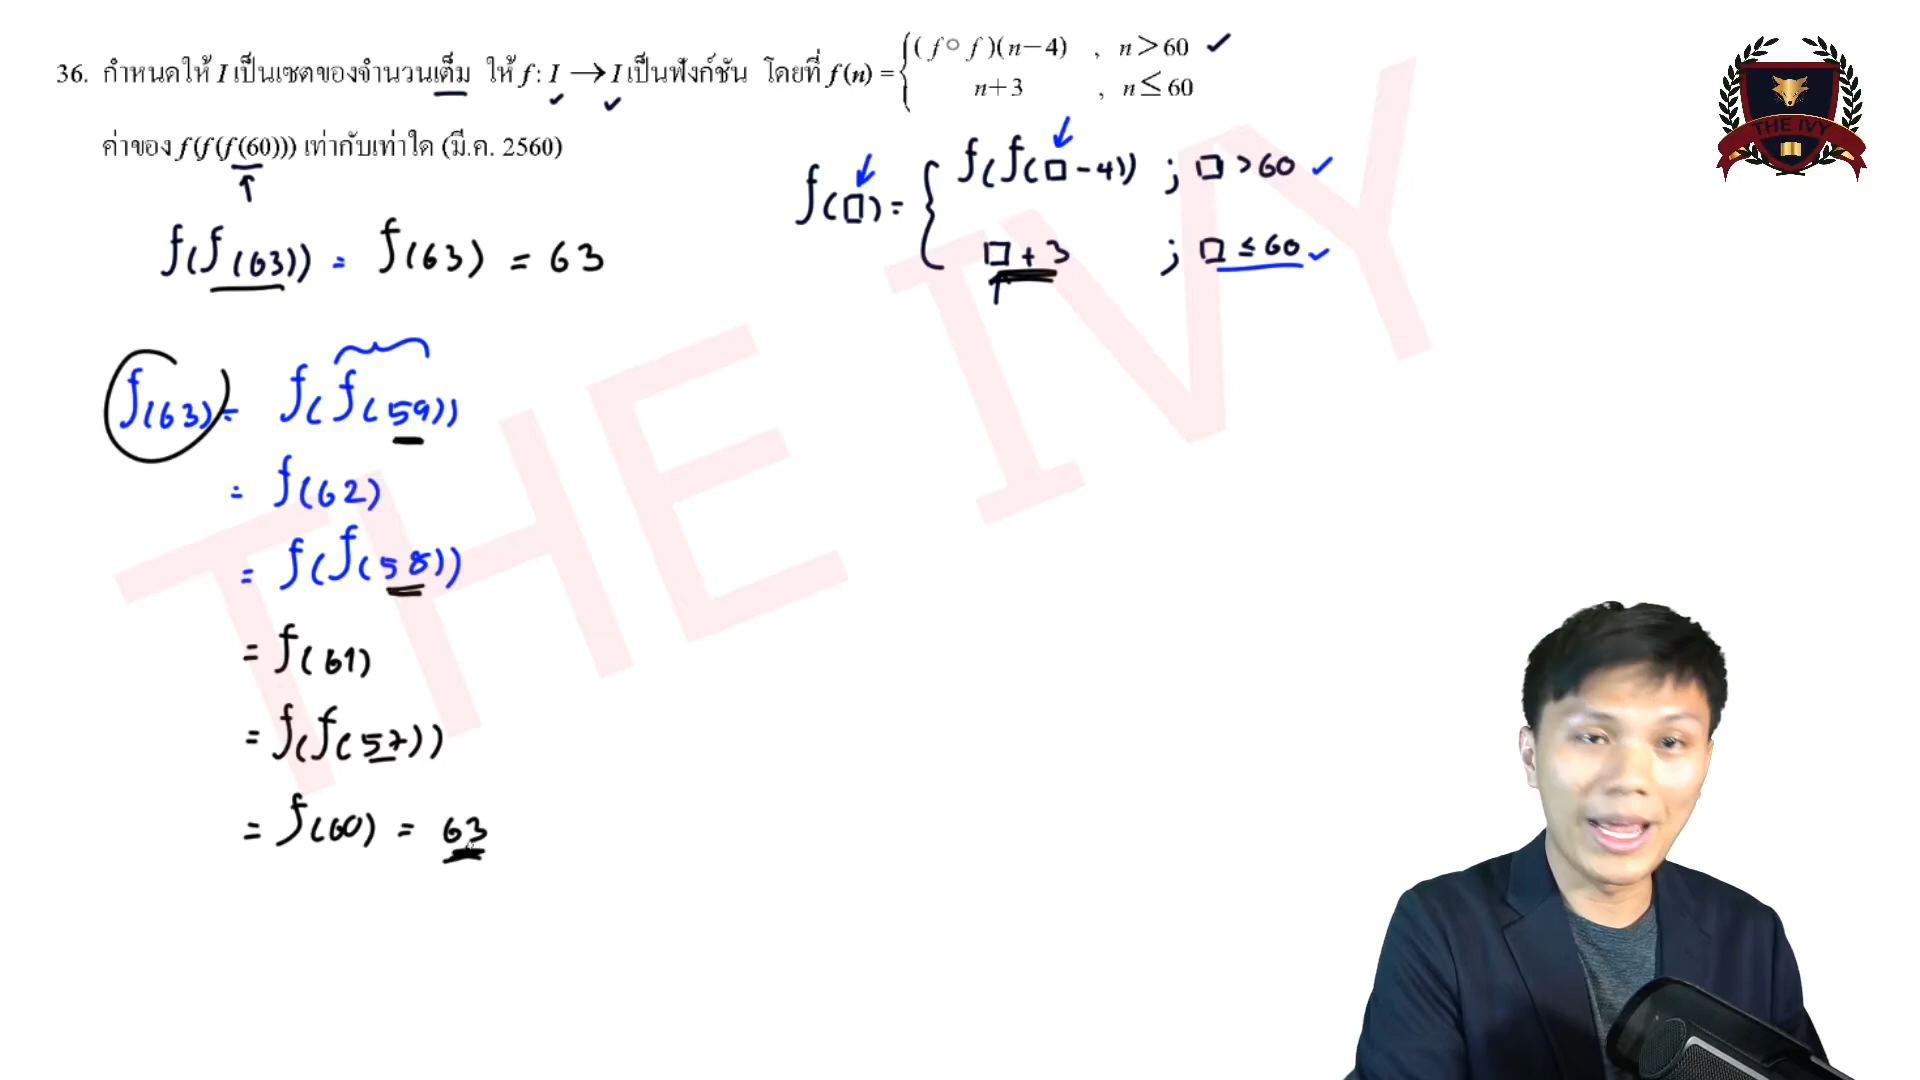 36. กำหนดให้ I เป็นเซตของจำนวนเต็ม ให้ f : I → I เป็นฟังก์ชัน โดยที่ f(n) = { (f ○ f)(n−4) , n > 60
n+3 , n ≤ 60
ค่าของ f(f(f(60))) เท่ากับเท่าใด (มี.ค. 2560)
f(□) = { f(f(□-4)) ; □ > 60
□ + 3 ; □ ≤ 60
f(f(63)) = f(63) = 63
f(63) = f(f(59))
= f(62)
= f(f(58))
= f(61)
= f(f(57))
= f(60) = 63
THE IVY
THE IVY